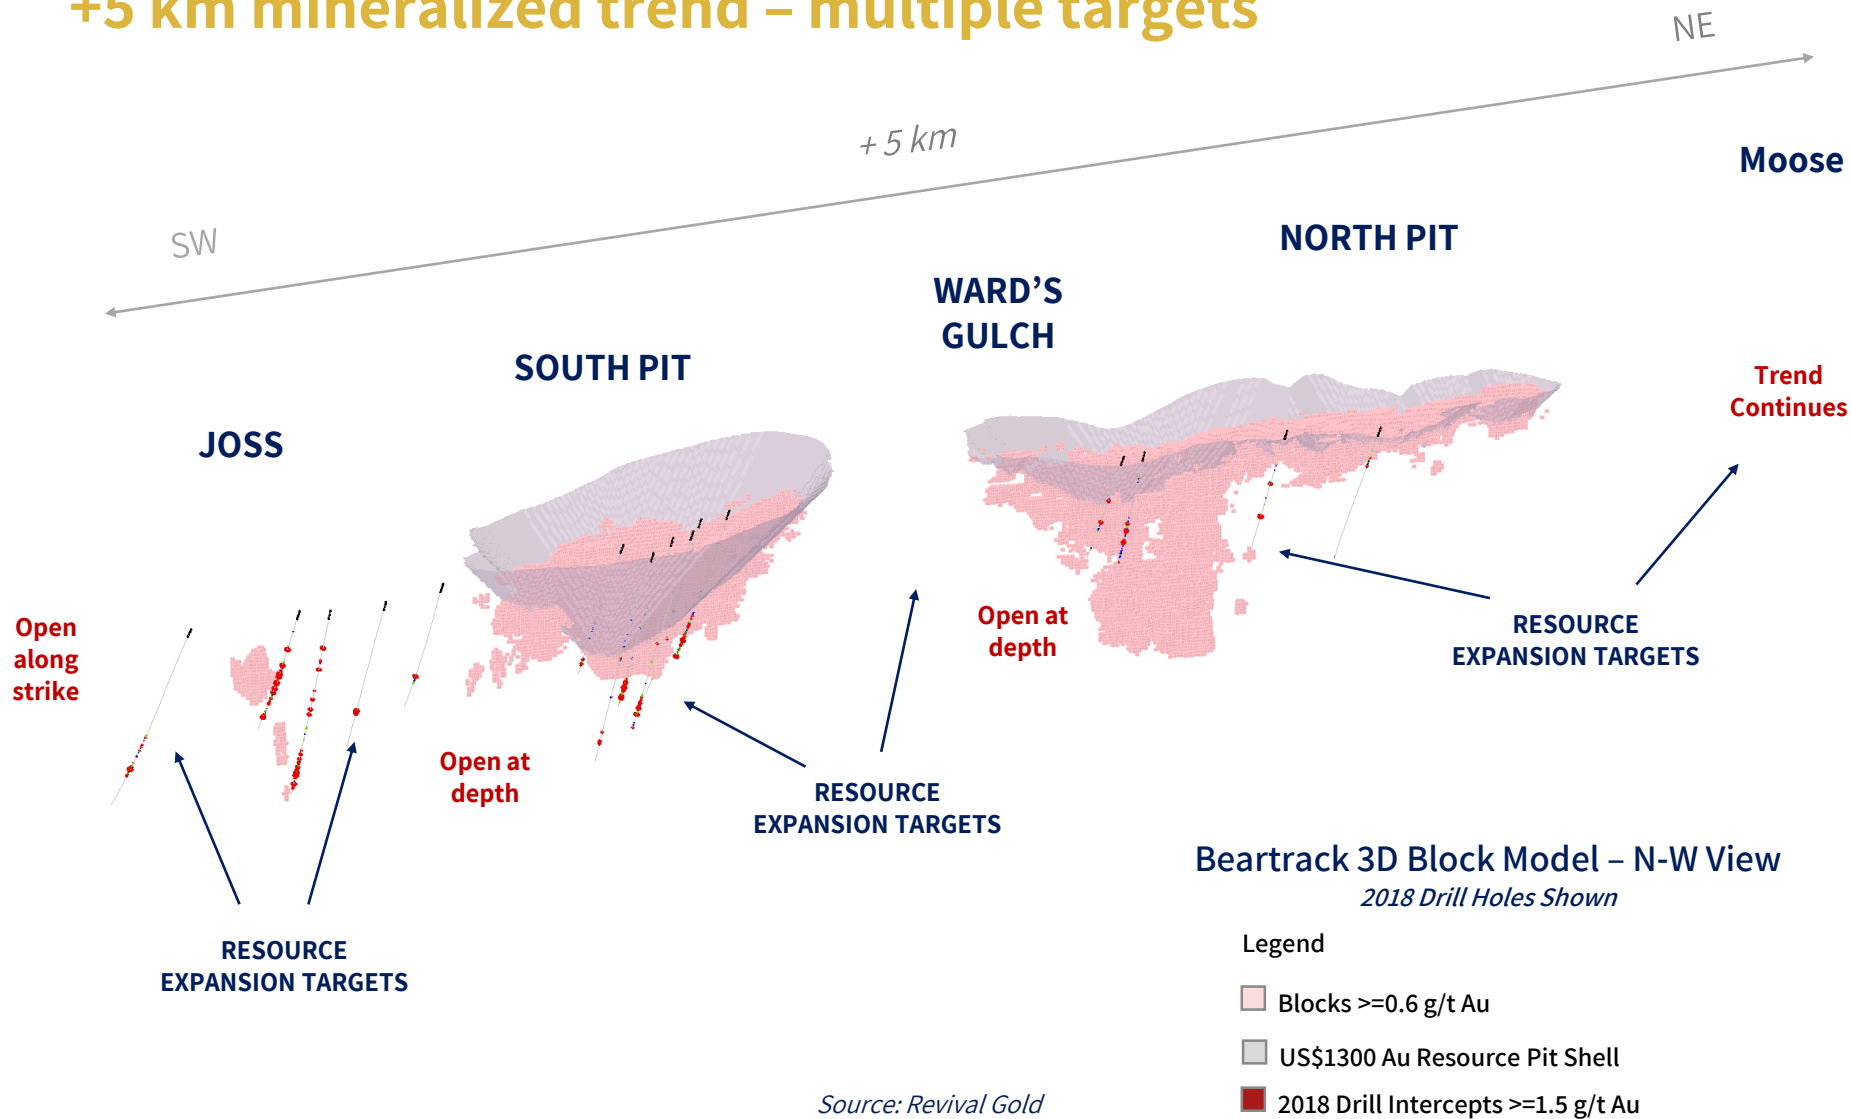 +5 km mineralized trend – multiple targets
NE
+ 5 km
Moose
SW
NORTH PIT
WARD’S
GULCH
SOUTH PIT
Trend
Continues
JOSS
Open
along
strike
Open at
depth
RESOURCE
EXPANSION TARGETS
Open at
depth
RESOURCE
EXPANSION TARGETS
RESOURCE
EXPANSION TARGETS
Beartrack 3D Block Model – N-W View
2018 Drill Holes Shown
Legend
Blocks >=0.6 g/t Au
US$1300 Au Resource Pit Shell
2018 Drill Intercepts >=1.5 g/t Au
Source: Revival Gold